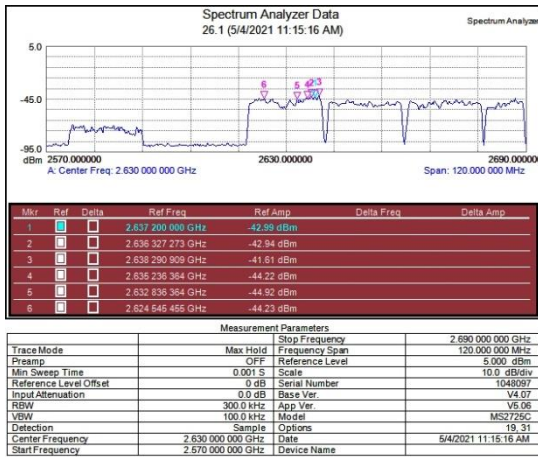 Spectrum Analyzer Data
26.1 (5/4/2021 11:15:16 AM)
Spectrum Analyzer
5.0
6 5 4 2 1 3
-45.0
-95.0
dBm 2570.000000 2630.000000 2690.000000
A: Center Freq: 2.630 000 000 GHz Span: 120.000 000 MHz
Mkr Ref Delta Ref Freq Ref Amp Delta Freq Delta Amp
1 2.637 200 000 GHz -42.99 dBm
2 2.636 327 273 GHz -42.94 dBm
3 2.638 290 909 GHz -41.61 dBm
4 2.635 236 364 GHz -44.22 dBm
5 2.632 836 364 GHz -44.92 dBm
6 2.624 545 455 GHz -44.23 dBm
Measurement Parameters
Stop Frequency 2.690 000 000 GHz
Trace Mode Max Hold Frequency Span 120.000 000 MHz
Preamp OFF Reference Level 5.000 dBm
Min Sweep Time 0.001 S Scale 10.0 dB/div
Reference Level Offset 0 dB Serial Number 1048097
Input Attenuation 0.0 dB Base Ver. V4.07
RBW 300.0 kHz App Ver. V5.06
VBW 100.0 kHz Model MS2725C
Detection Sample Options 19, 31
Center Frequency 2.630 000 000 GHz Date 5/4/2021 11:15:16 AM
Start Frequency 2.570 000 000 GHz Device Name